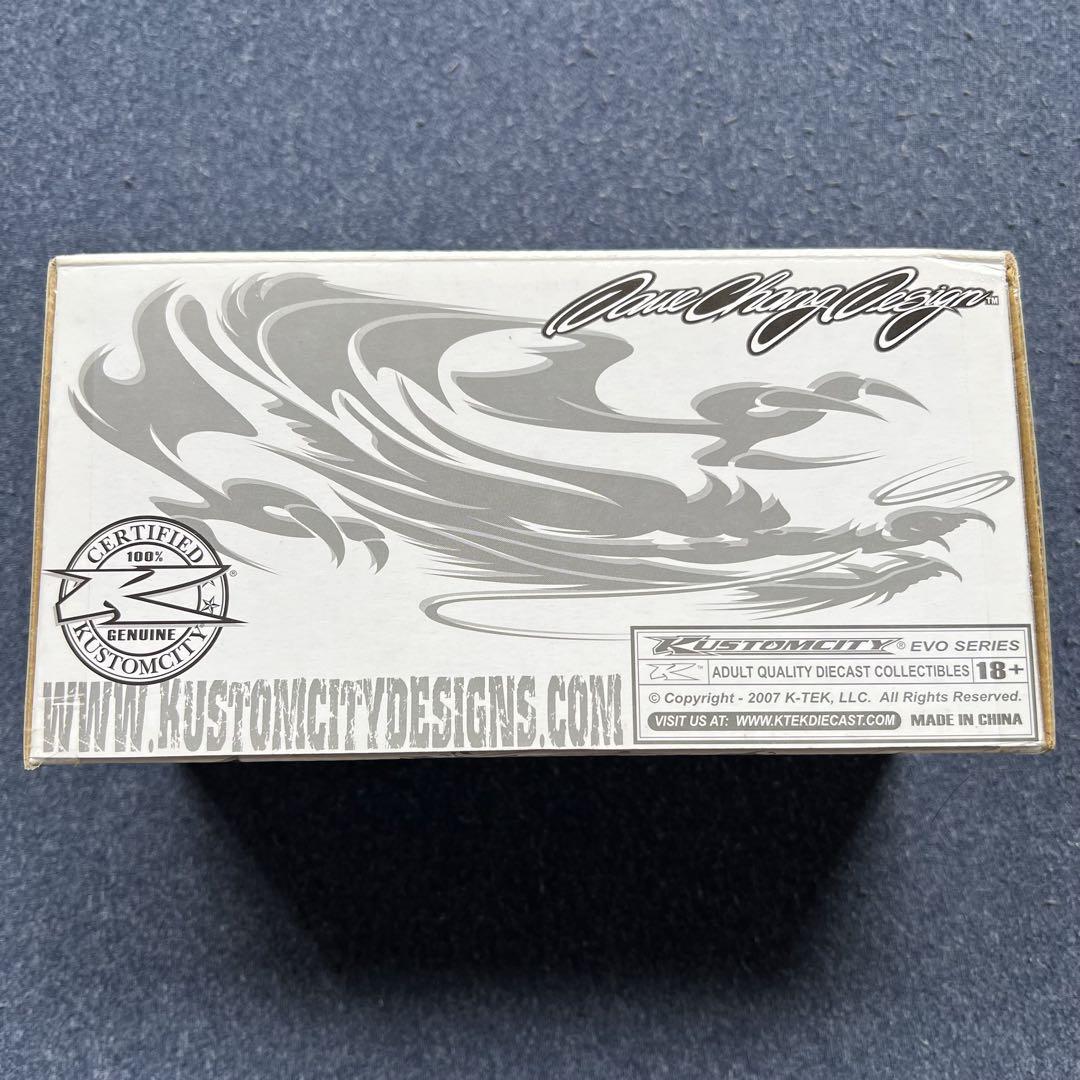 Dave Chang Design™
CERTIFIED
100%
®
GENUINE
KUSTOMCITY®
WWW.KUSTOMCITYDESIGNS.COM
KUSTOMCITY® EVO SERIES
™ ADULT QUALITY DIECAST COLLECTIBLES 18+
© Copyright - 2007 K-TEK, LLC. All Rights Reserved.
VISIT US AT: WWW.KTEKDIECAST.COM MADE IN CHINA